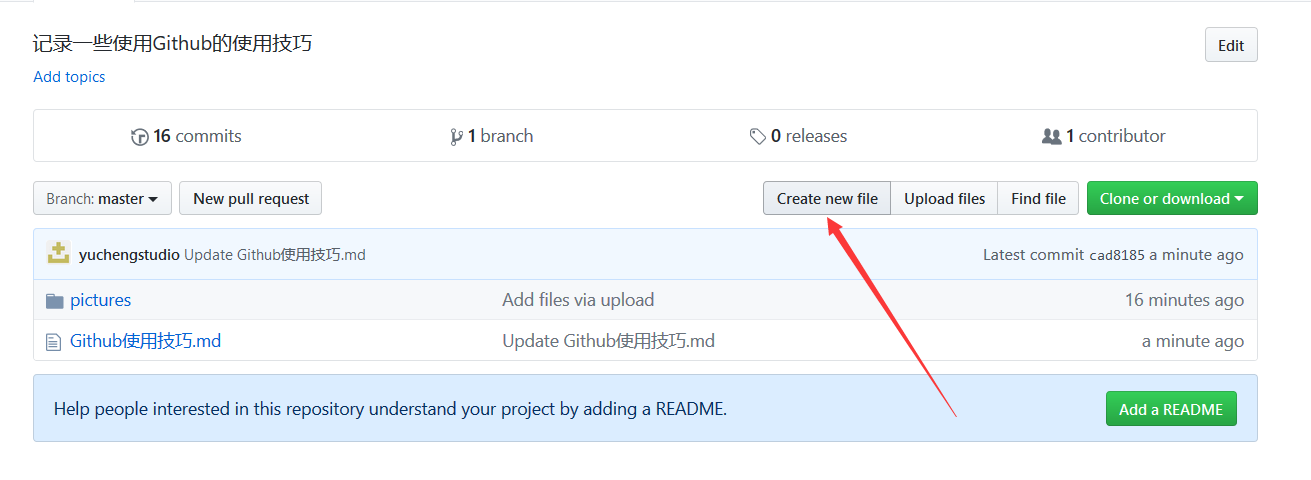 记录一些使用Github的使用技巧
Edit
Add topics
16 commits
1 branch
0 releases
1 contributor
Branch: master
New pull request
Create new file
Upload files
Find file
Clone or download
yuchengstudio Update Github使用技巧.md
Latest commit cad8185 a minute ago
pictures
Add files via upload
16 minutes ago
Github使用技巧.md
Update Github使用技巧.md
a minute ago
Help people interested in this repository understand your project by adding a README.
Add a README